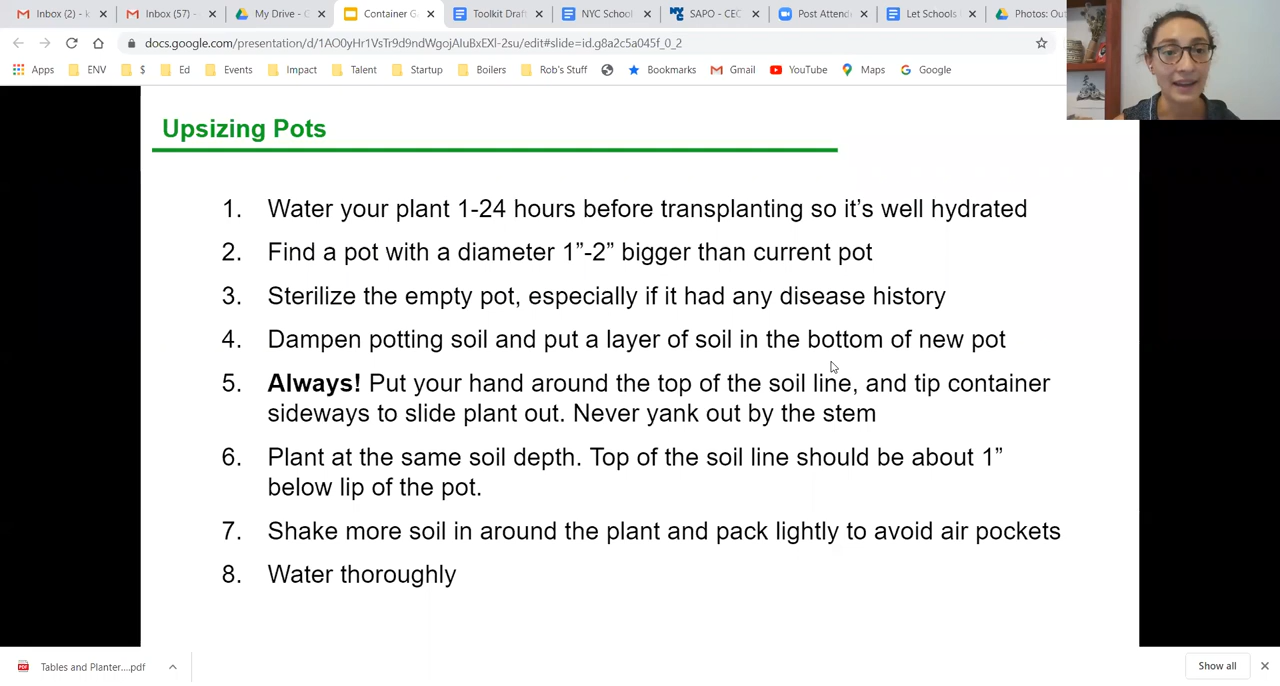 Inbox (2) - k
Inbox (57) -
My Drive - G
Container G
Toolkit Draf
NYC School
SAPO - CEC
Post Attend
Let Schools
Photos: Ou
docs.google.com/presentation/d/1AO0yHr1VsTr9d9ndWgojAIuBxEXl-2su/edit#slide=id.g8a2c5a045f_0_2
Apps ENV $ Ed Events Impact Talent Startup Boilers Rob's Stuff Bookmarks Gmail YouTube Maps Google
Upsizing Pots
1. Water your plant 1-24 hours before transplanting so it’s well hydrated
2. Find a pot with a diameter 1”-2” bigger than current pot
3. Sterilize the empty pot, especially if it had any disease history
4. Dampen potting soil and put a layer of soil in the bottom of new pot
5. Always! Put your hand around the top of the soil line, and tip container
sideways to slide plant out. Never yank out by the stem
6. Plant at the same soil depth. Top of the soil line should be about 1”
below lip of the pot.
7. Shake more soil in around the plant and pack lightly to avoid air pockets
8. Water thoroughly
Tables and Planter....pdf
Show all